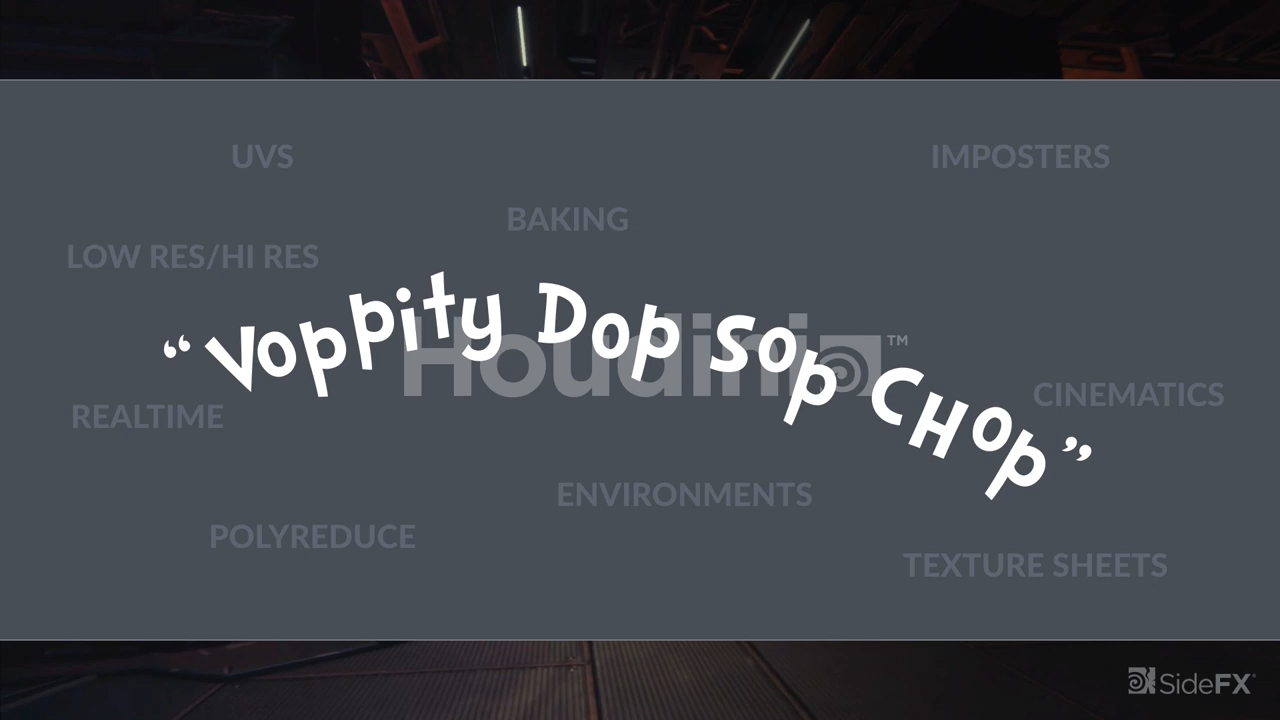 UVS
IMPOSTERS
BAKING
LOW RES/HI RES
“Voppity Dop Sop CHop”
Houdini™
CINEMATICS
REALTIME
ENVIRONMENTS
POLYREDUCE
TEXTURE SHEETS
SideFX®